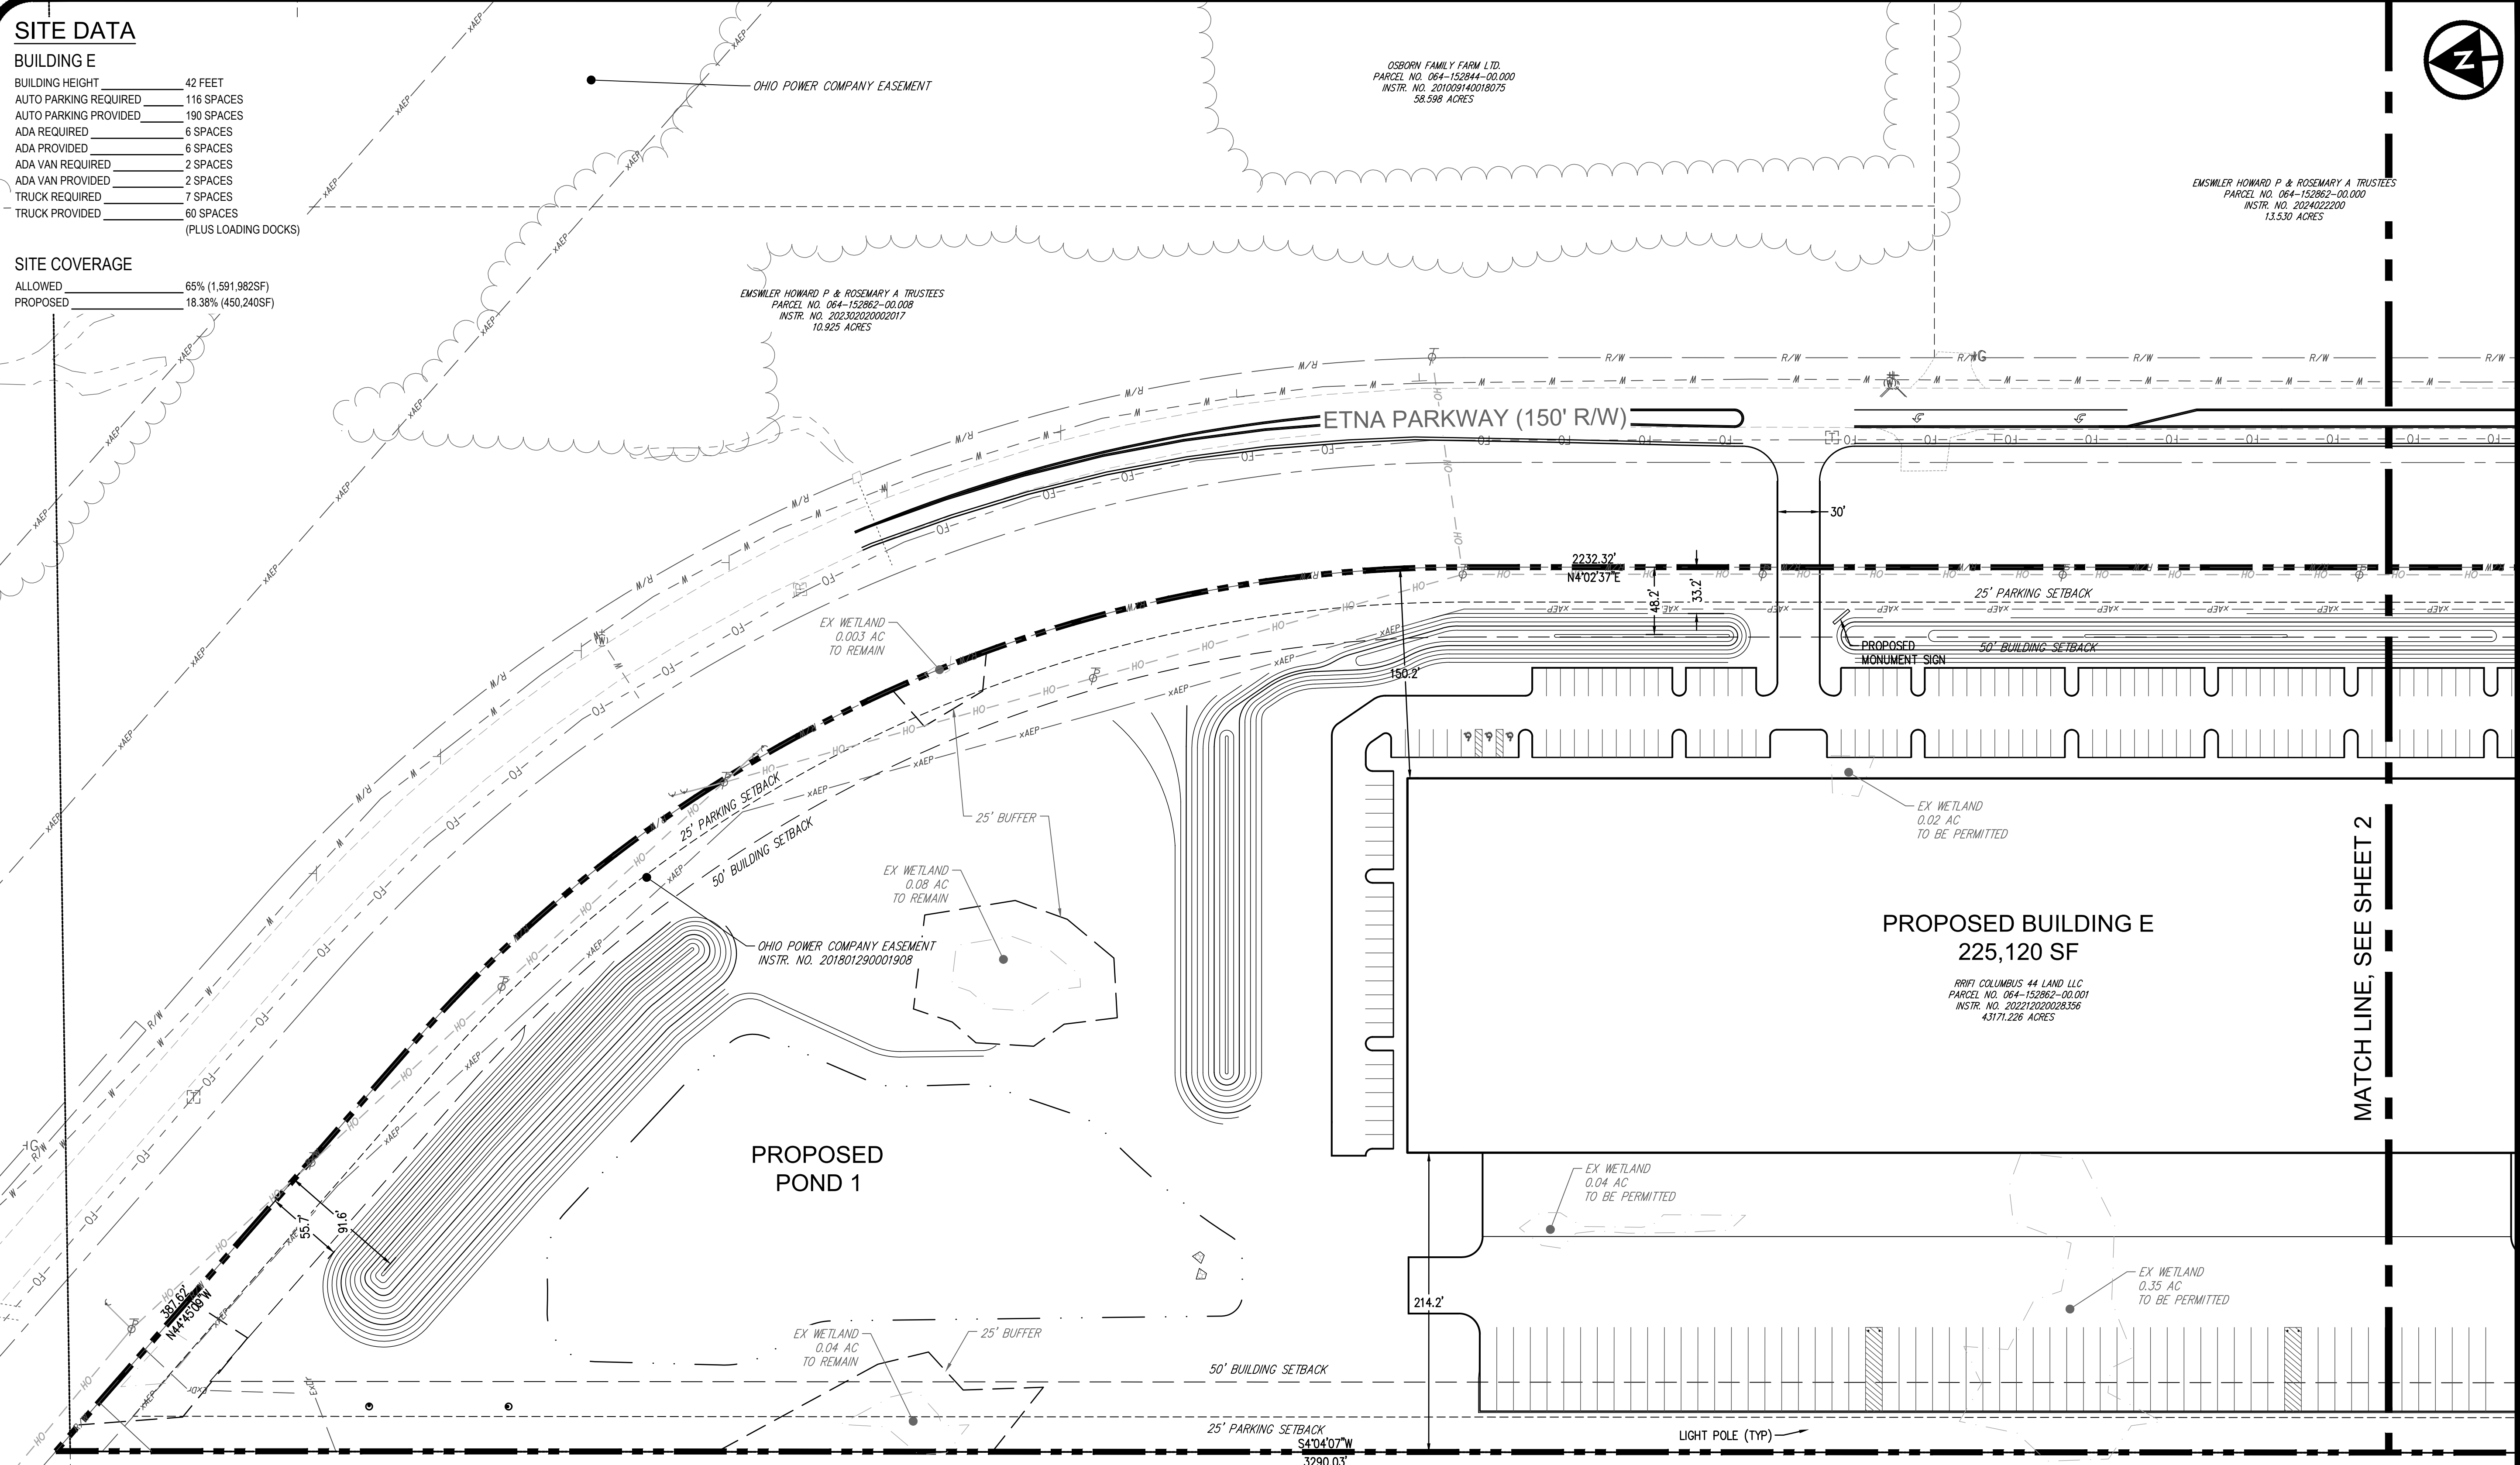 SITE DATA
BUILDING E
BUILDING HEIGHT 42 FEET
AUTO PARKING REQUIRED 116 SPACES
AUTO PARKING PROVIDED 190 SPACES
ADA REQUIRED 6 SPACES
ADA PROVIDED 6 SPACES
ADA VAN REQUIRED 2 SPACES
ADA VAN PROVIDED 2 SPACES
TRUCK REQUIRED 7 SPACES
TRUCK PROVIDED 60 SPACES
(PLUS LOADING DOCKS)
SITE COVERAGE
ALLOWED 65% (1,591,982SF)
PROPOSED 18.38% (450,240SF)
OHIO POWER COMPANY EASEMENT
OSBORN FAMILY FARM LTD.
PARCEL NO. 064-152844-00.000
INSTR. NO. 201009140018075
58.598 ACRES
N
EMSWILER HOWARD P & ROSEMARY A TRUSTEES
PARCEL NO. 064-152862-00.000
INSTR. NO. 2024022200
13.530 ACRES
EMSWILER HOWARD P & ROSEMARY A TRUSTEES
PARCEL NO. 064-152862-00.008
INSTR. NO. 202302020002017
10.925 ACRES
ETNA PARKWAY (150' R/W)
30'
2232.32'
N4°02'37"E
48.2'
33.2'
25' PARKING SETBACK
PROPOSED
MONUMENT SIGN
50' BUILDING SETBACK
150.2'
EX WETLAND
0.003 AC
TO REMAIN
25' PARKING SETBACK
50' BUILDING SETBACK
25' BUFFER
EX WETLAND
0.08 AC
TO REMAIN
OHIO POWER COMPANY EASEMENT
INSTR. NO. 201801290001908
EX WETLAND
0.02 AC
TO BE PERMITTED
PROPOSED BUILDING E
225,120 SF
RRIFI COLUMBUS 44 LAND LLC
PARCEL NO. 064-152862-00.001
INSTR. NO. 202212020028356
43171.226 ACRES
MATCH LINE, SEE SHEET 2
PROPOSED
POND 1
EX WETLAND
0.04 AC
TO BE PERMITTED
EX WETLAND
0.35 AC
TO BE PERMITTED
214.2'
55.7'
91.6'
387.62'
N44°45'09"W
EX WETLAND
0.04 AC
TO REMAIN
25' BUFFER
50' BUILDING SETBACK
25' PARKING SETBACK
S4°04'07"W
3290.03'
LIGHT POLE (TYP)